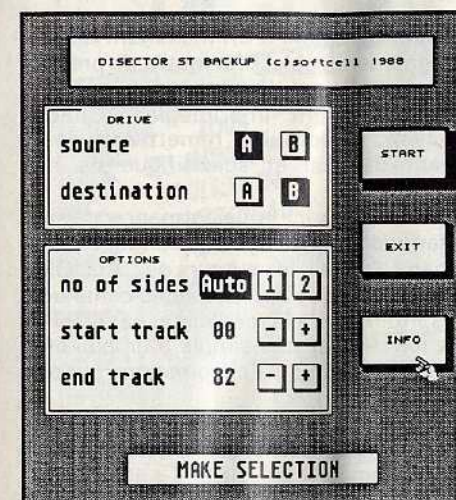 DISECTOR ST BACKUP (c)softcell 1988
DRIVE
source A B
destination A B
START
OPTIONS
no of sides Auto 1 2
EXIT
start track 00 - +
INFO
end track 82 - +
MAKE SELECTION